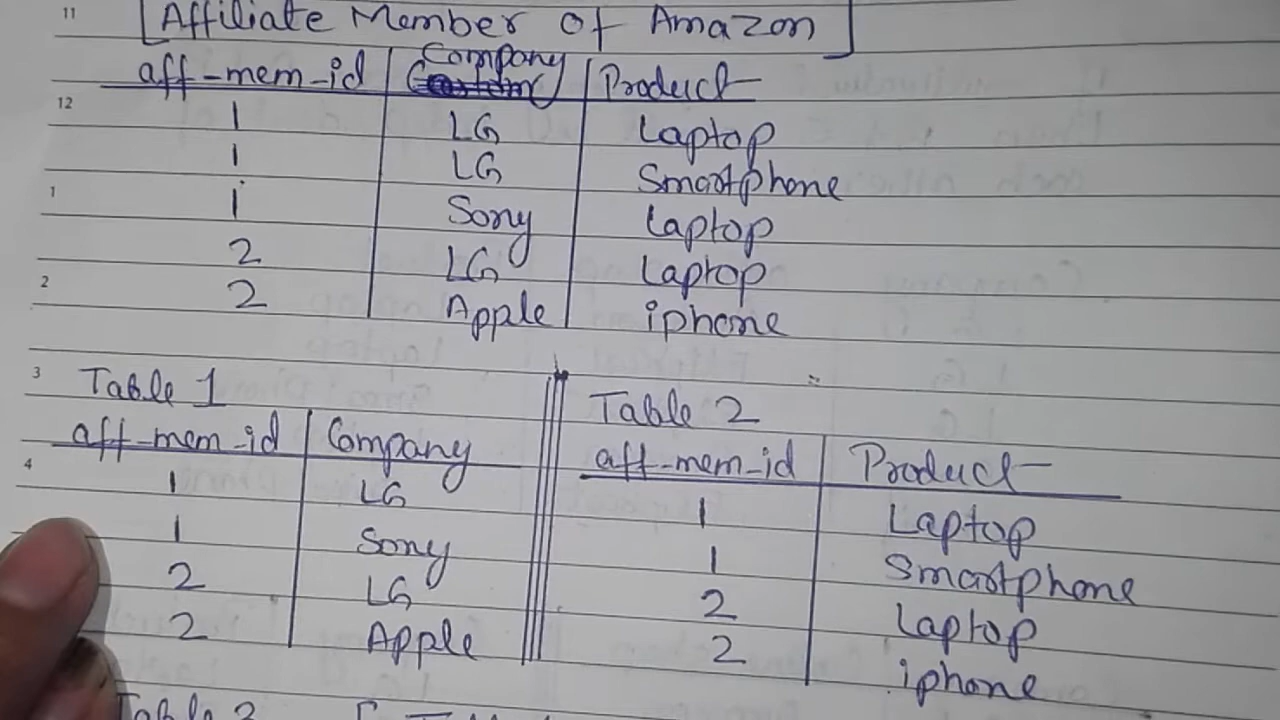 11
[Affiliate Member of Amazon]
aff-mem-id Company Product
12
1 LG Laptop
1 LG Smartphone
1
1 Sony Laptop
2 LG Laptop
2
2 Apple iphone
3
Table 1
aff-mem-id Company
4
1 LG
1 Sony
2 LG
2 Apple
Table 2
aff-mem-id Product
1 Laptop
1 Smartphone
2 Laptop
2 iphone
Table